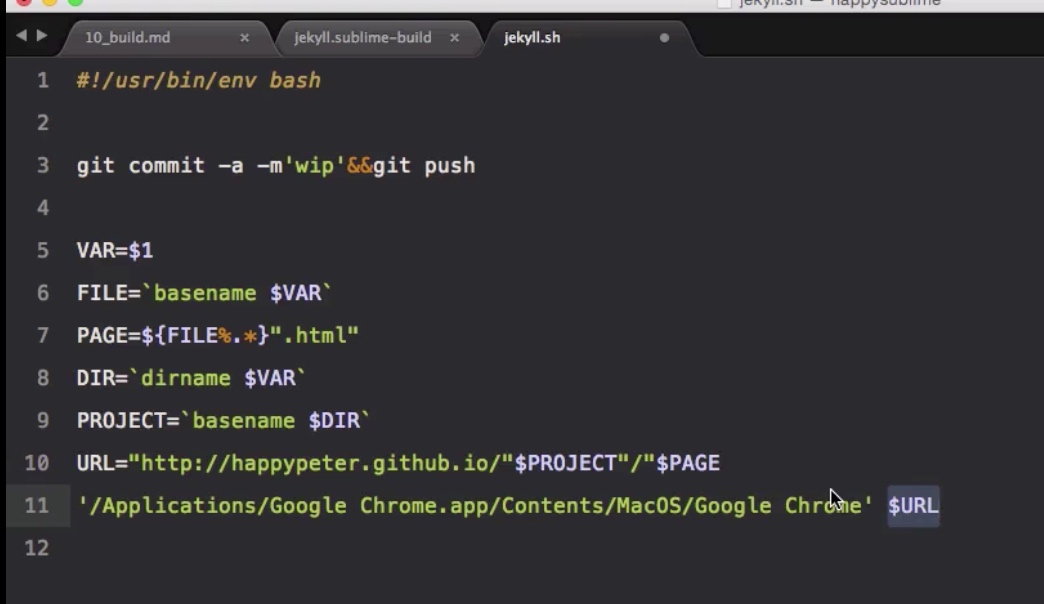 jekyll.sh — happysublime
10_build.md
jekyll.sublime-build
jekyll.sh
1 #!/usr/bin/env bash
2
3 git commit -a -m'wip'&&git push
4
5 VAR=$1
6 FILE=`basename $VAR`
7 PAGE=${FILE%.*}".html"
8 DIR=`dirname $VAR`
9 PROJECT=`basename $DIR`
10 URL="http://happypeter.github.io/"$PROJECT"/"$PAGE
11 '/Applications/Google Chrome.app/Contents/MacOS/Google Chrome' $URL
12